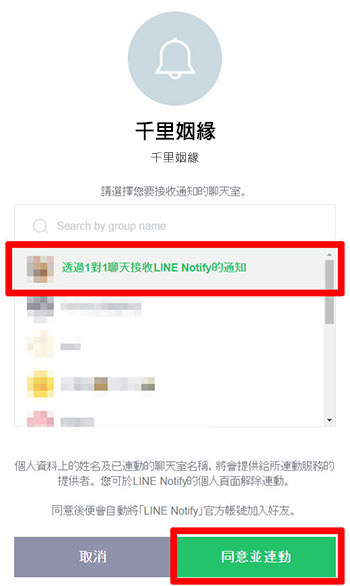 千里姻緣
千里姻緣
請選擇您要接收通知的聊天室。
Search by group name
透過1對1聊天接收LINE Notify的通知
個人資料上的姓名及已連動的聊天室名稱，將會提供給所連動服務的
提供者。您可於LINE Notify的個人頁面解除連動。
同意後便會自動將「LINE Notify」官方帳號加入好友。
取消
同意並連動